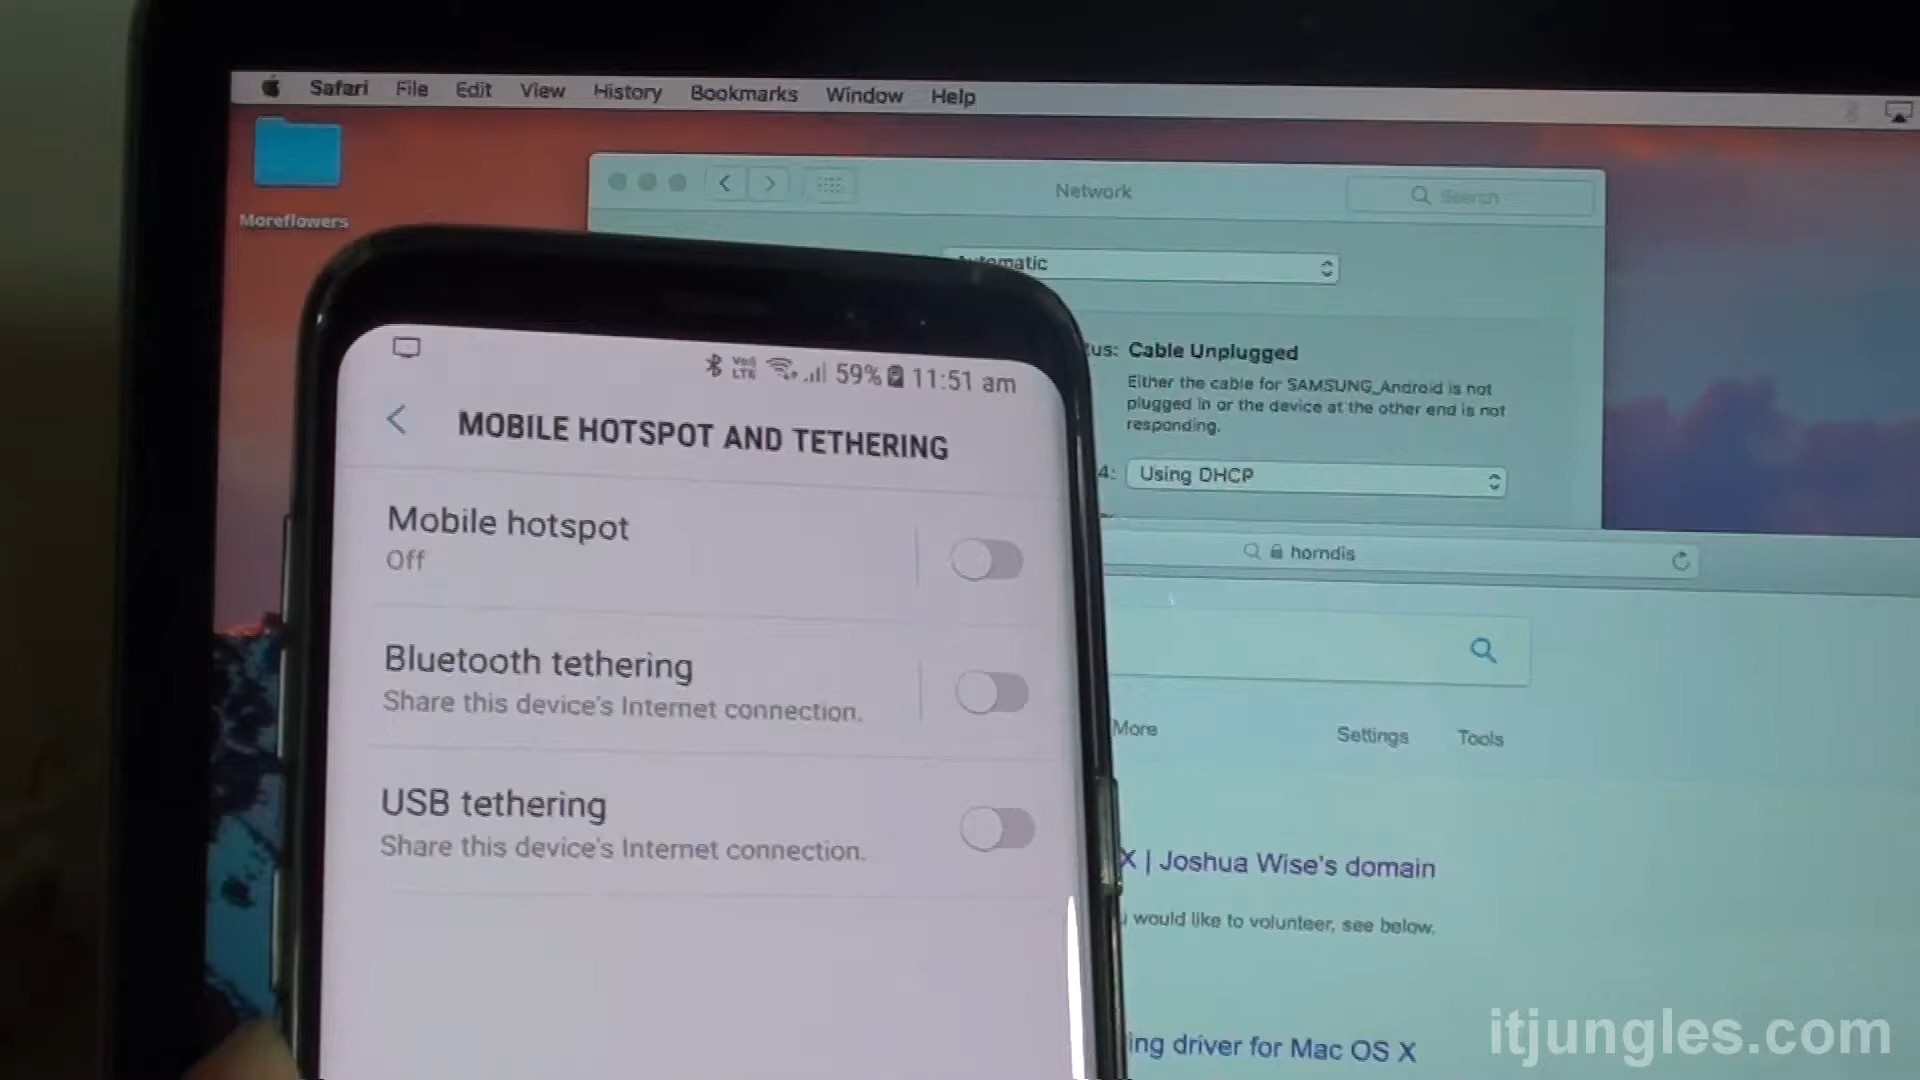 Safari File Edit View History Bookmarks Window Help
Moreflowers
Network
Search
Automatic
tus: Cable Unplugged
Either the cable for SAMSUNG_Android is not
plugged in or the device at the other end is not
responding.
4: Using DHCP
horndis
More Settings Tools
X | Joshua Wise's domain
u would like to volunteer, see below.
ing driver for Mac OS X
VoLTE 59% 11:51 am
MOBILE HOTSPOT AND TETHERING
Mobile hotspot
Off
Bluetooth tethering
Share this device's Internet connection.
USB tethering
Share this device's Internet connection.
itjungles.com